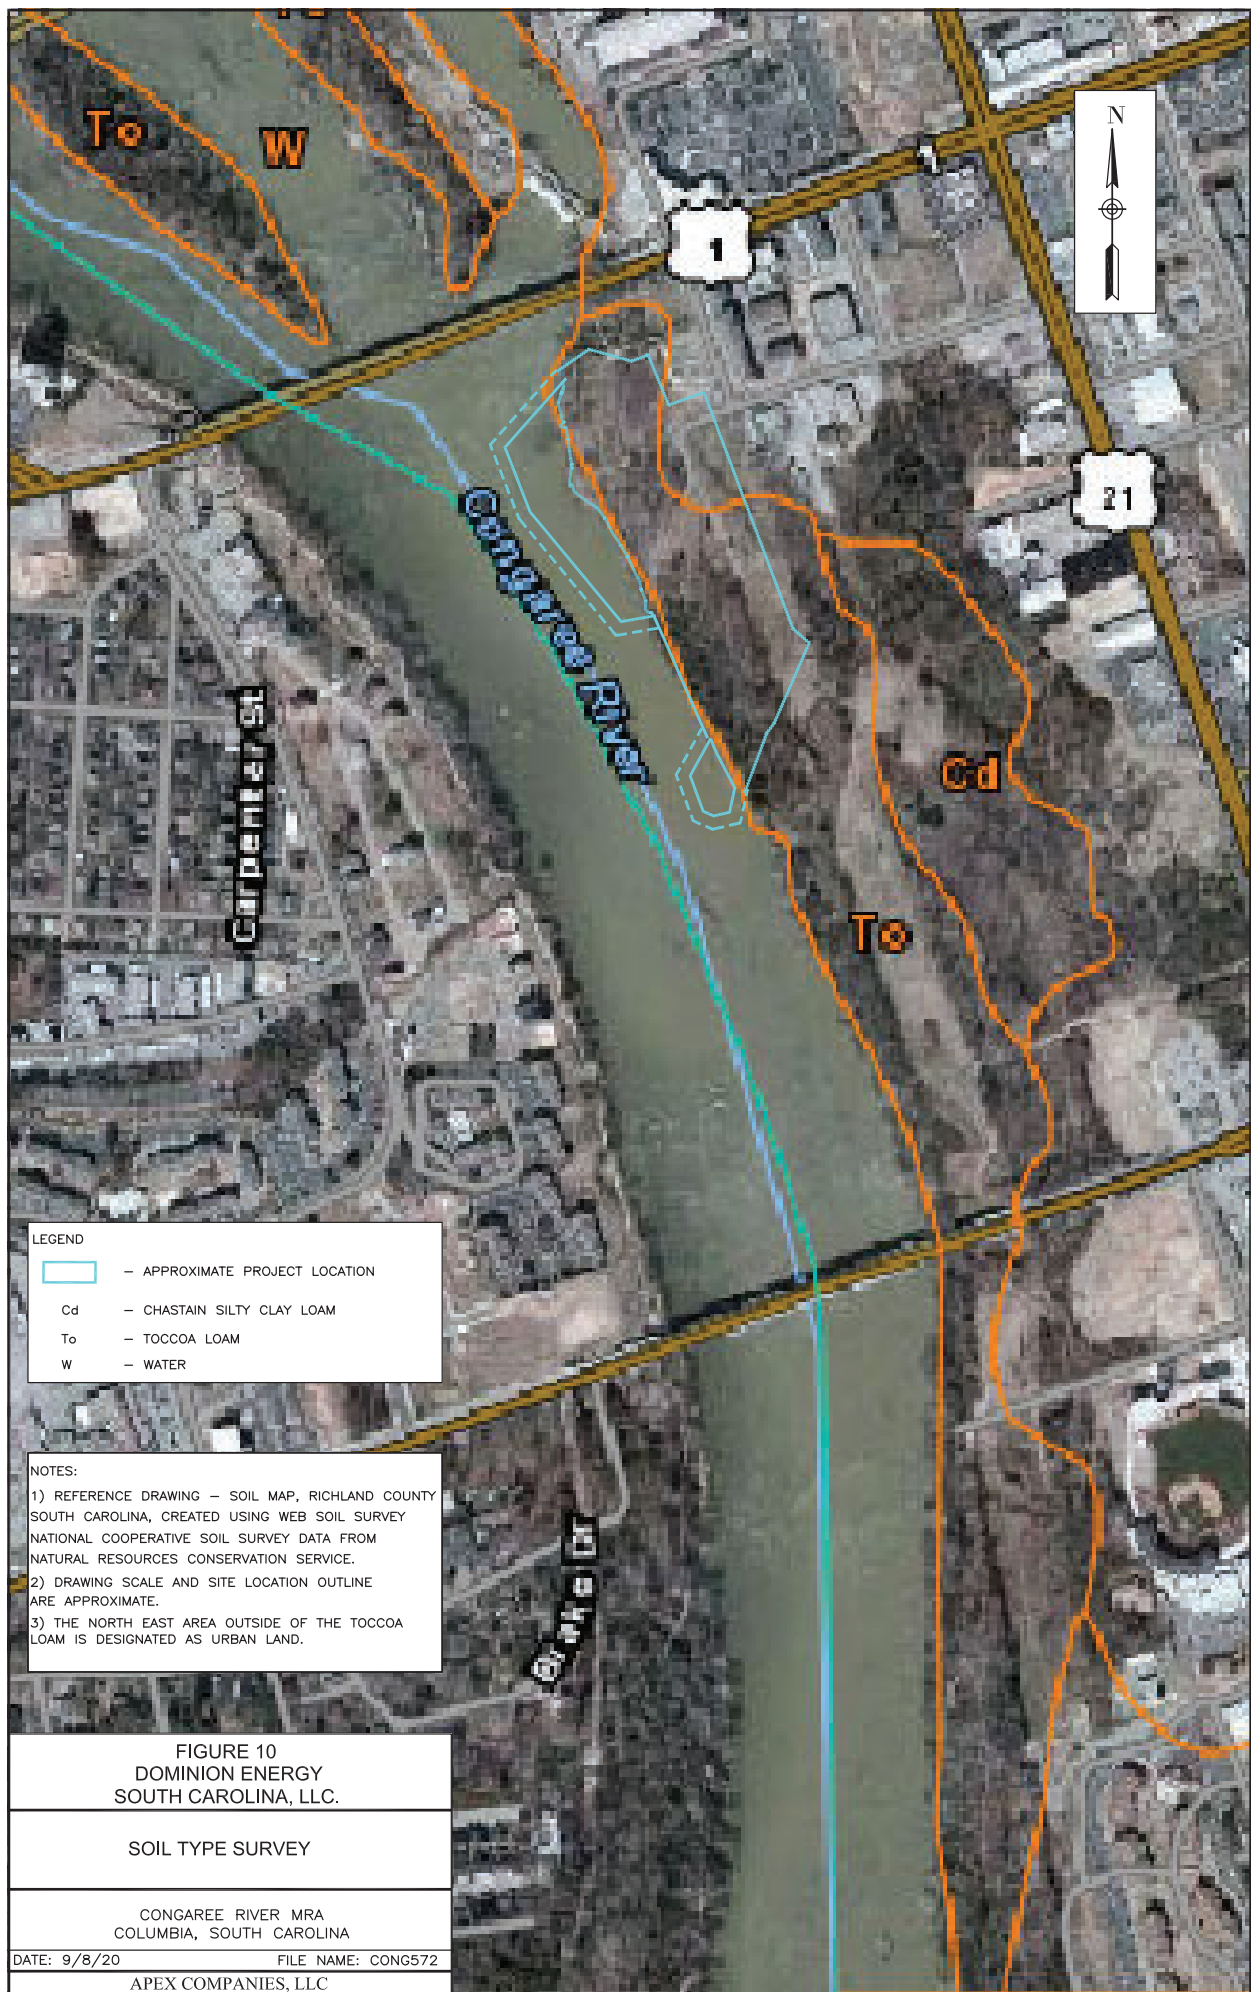 To
W
N
1
21
Congaree River
Carpenter St
Cd
To
LEGEND
– APPROXIMATE PROJECT LOCATION
Cd – CHASTAIN SILTY CLAY LOAM
To – TOCCOA LOAM
W – WATER
NOTES:
1) REFERENCE DRAWING – SOIL MAP, RICHLAND COUNTY
SOUTH CAROLINA, CREATED USING WEB SOIL SURVEY
NATIONAL COOPERATIVE SOIL SURVEY DATA FROM
NATURAL RESOURCES CONSERVATION SERVICE.
2) DRAWING SCALE AND SITE LOCATION OUTLINE
ARE APPROXIMATE.
3) THE NORTH EAST AREA OUTSIDE OF THE TOCCOA
LOAM IS DESIGNATED AS URBAN LAND.
FIGURE 10
DOMINION ENERGY
SOUTH CAROLINA, LLC.
SOIL TYPE SURVEY
CONGAREE RIVER MRA
COLUMBIA, SOUTH CAROLINA
DATE: 9/8/20 FILE NAME: CONG572
APEX COMPANIES, LLC